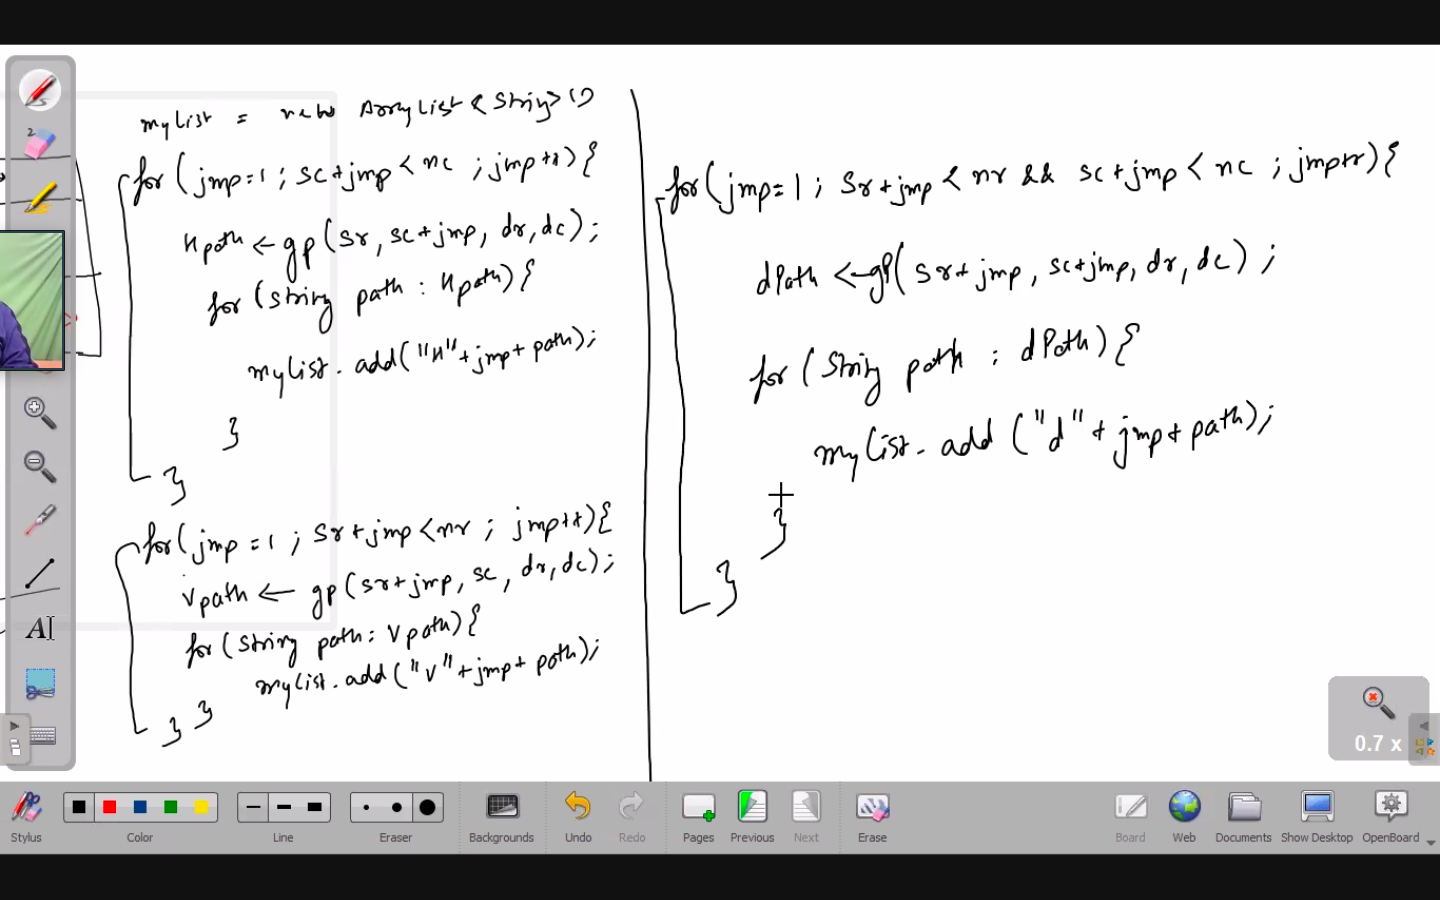 mylist = new ArrayList<String>()
for(jmp=1; sc+jmp<nc; jmp++){
hpath ← gp(sr, sc+jmp, dr, dc);
for(String path : hpath){
mylist.add("h"+jmp+path);
}
}
for(jmp=1; sr+jmp<nr; jmp++){
vpath ← gp(sr+jmp, sc, dr, dc);
for(String path: vpath){
mylist.add("v"+jmp+path);
} }
for(jmp=1; sr+jmp<nr && sc+jmp<nc; jmp++){
dPath ← gp(sr+jmp, sc+jmp, dr, dc);
for(String path : dPath){
mylist.add("d"+jmp+path);
}
}
2
A
0.7 x
Stylus
Color
Line
Eraser
Backgrounds
Undo
Redo
Pages
Previous
Next
Erase
Board
Web
Documents
Show Desktop
OpenBoard